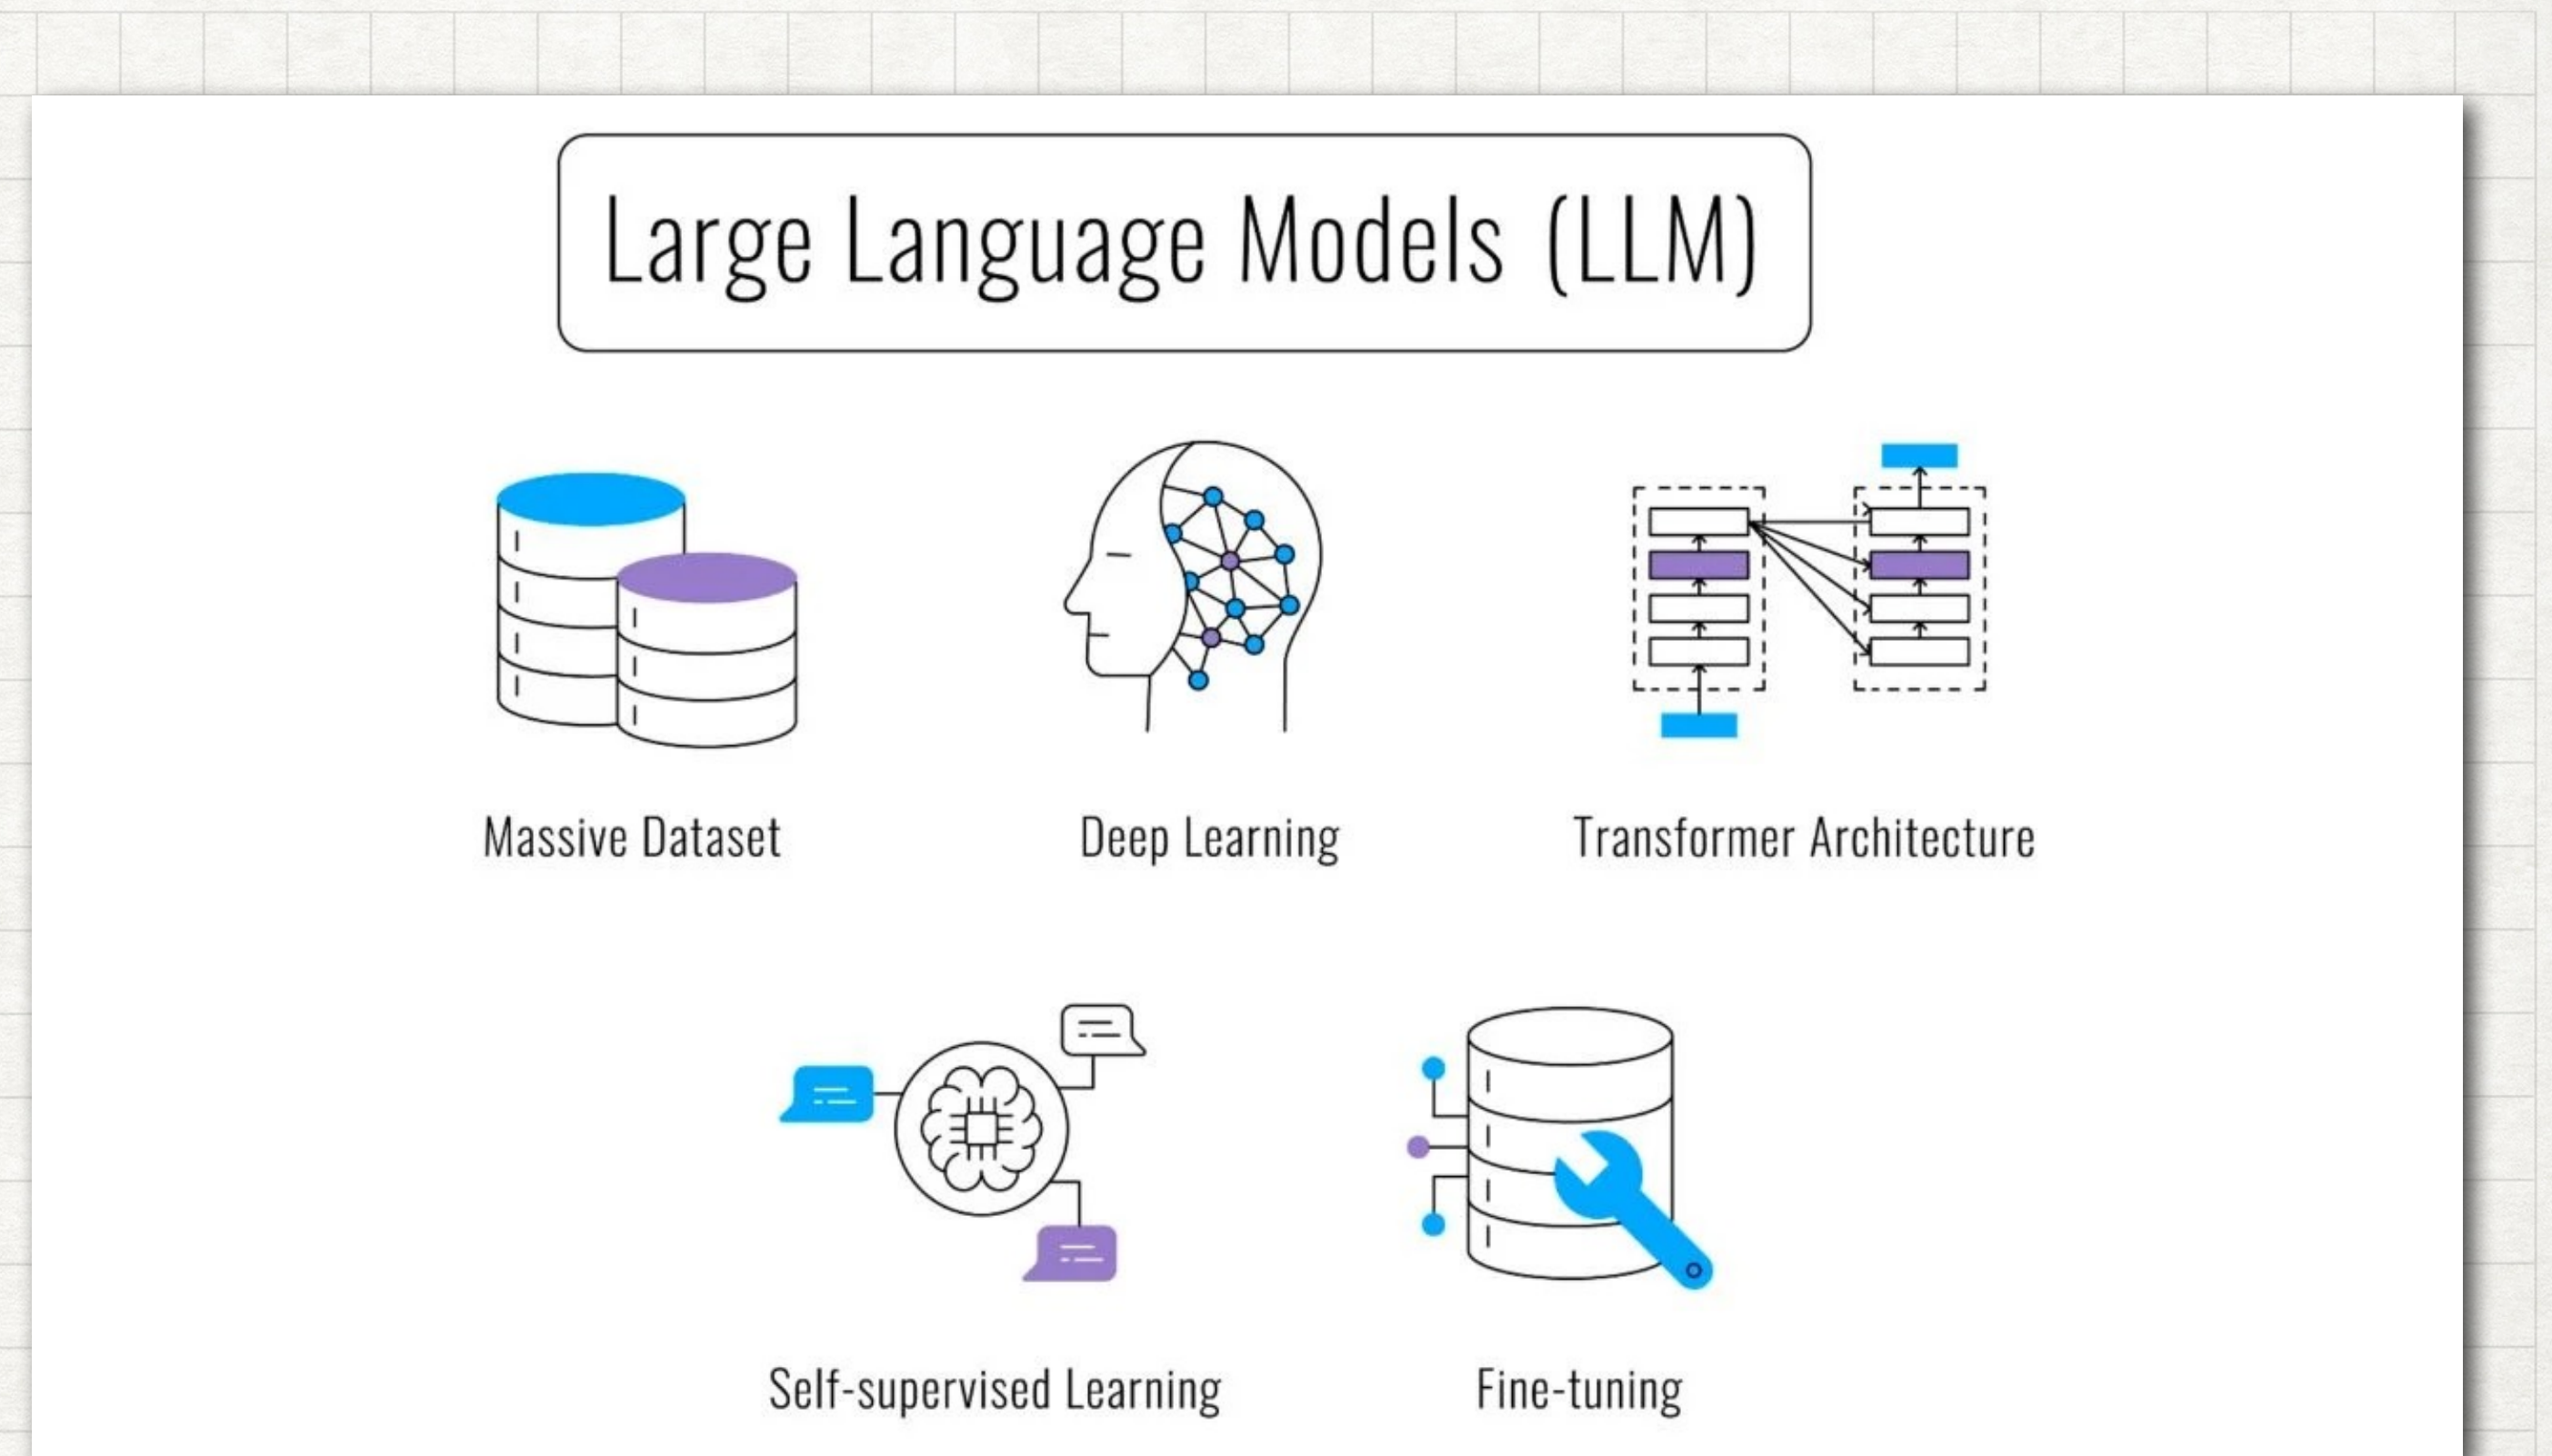 Large Language Models (LLM)
Massive Dataset
Deep Learning
Transformer Architecture
Self-supervised Learning
Fine-tuning